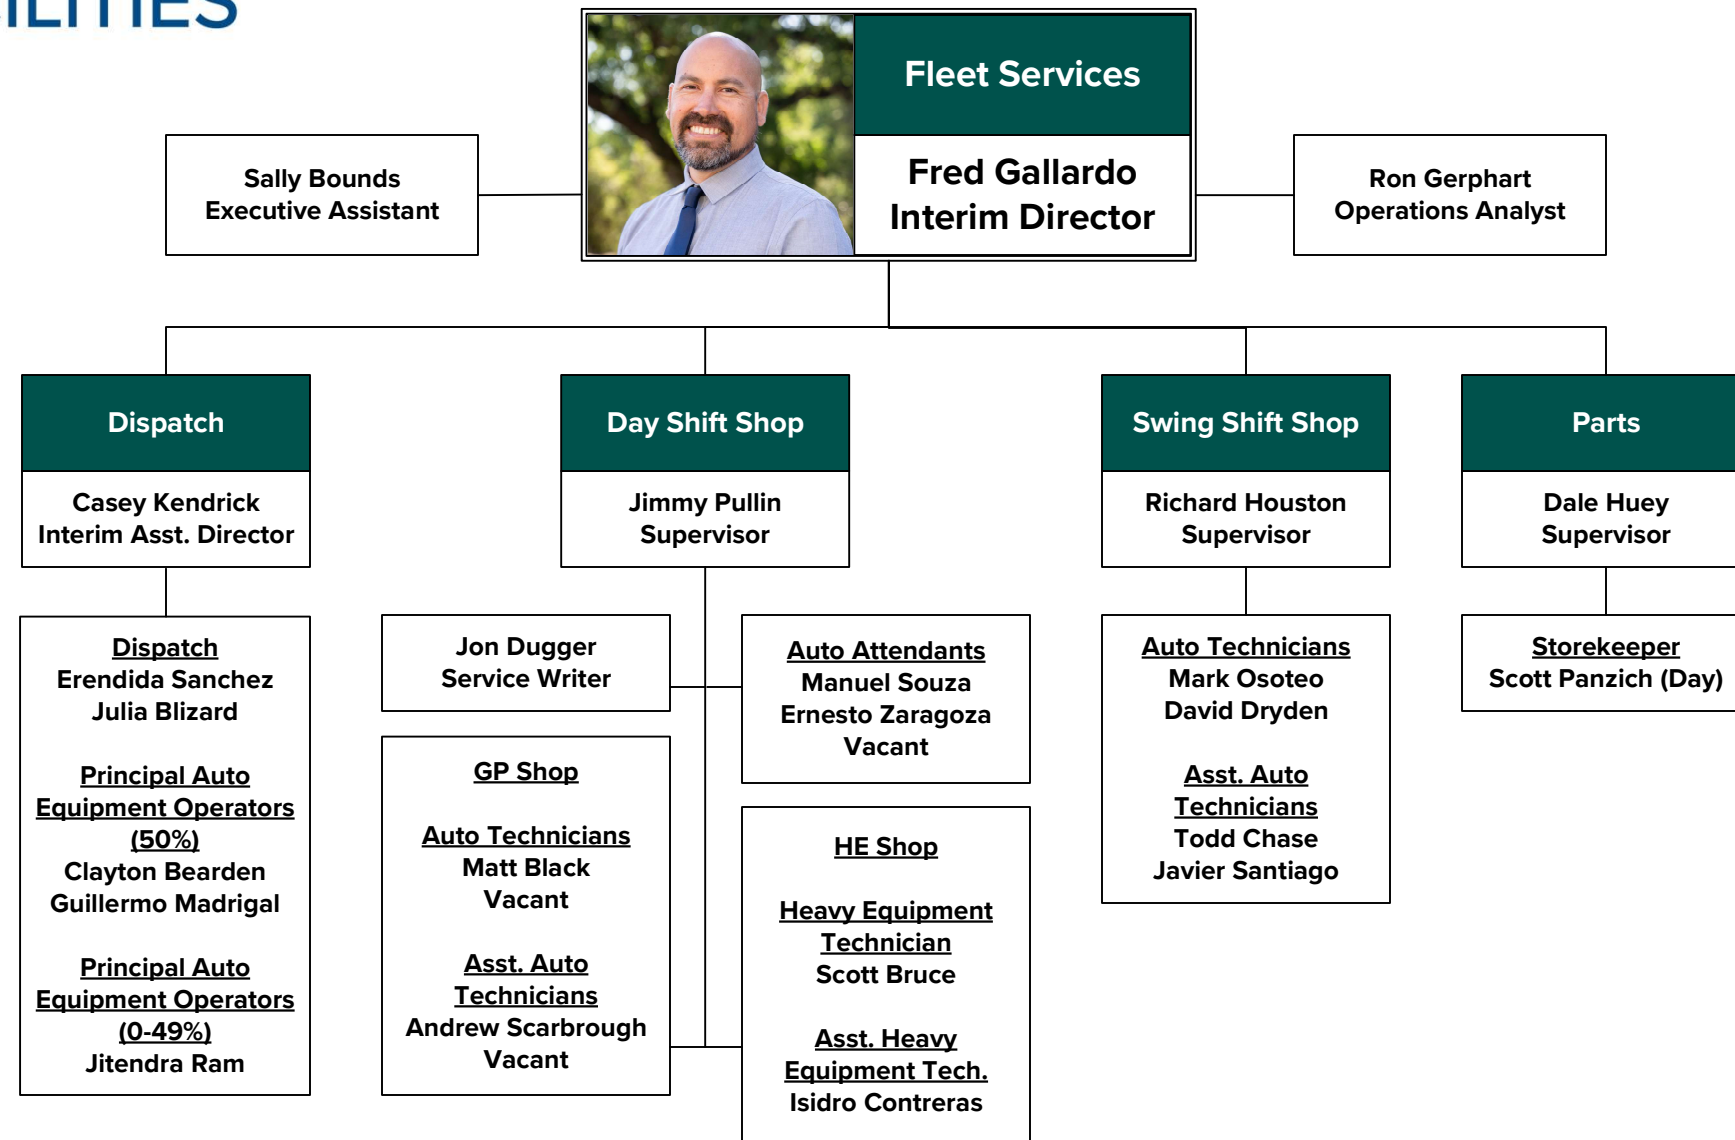 Fleet Services
Fred Gallardo
Interim Director
Sally Bounds
Executive Assistant
Ron Gerphart
Operations Analyst
Dispatch
Casey Kendrick
Interim Asst. Director
Dispatch
Erendida Sanchez
Julia Blizard
Principal Auto
Equipment Operators
(50%)
Clayton Bearden
Guillermo Madrigal
Principal Auto
Equipment Operators
(0-49%)
Jitendra Ram
Day Shift Shop
Jimmy Pullin
Supervisor
Jon Dugger
Service Writer
GP Shop
Auto Technicians
Matt Black
Vacant
Asst. Auto
Technicians
Andrew Scarbrough
Vacant
Auto Attendants
Manuel Souza
Ernesto Zaragoza
Vacant
HE Shop
Heavy Equipment
Technician
Scott Bruce
Asst. Heavy
Equipment Tech.
Isidro Contreras
Swing Shift Shop
Richard Houston
Supervisor
Auto Technicians
Mark Osoteo
David Dryden
Asst. Auto
Technicians
Todd Chase
Javier Santiago
Parts
Dale Huey
Supervisor
Storekeeper
Scott Panzich (Day)